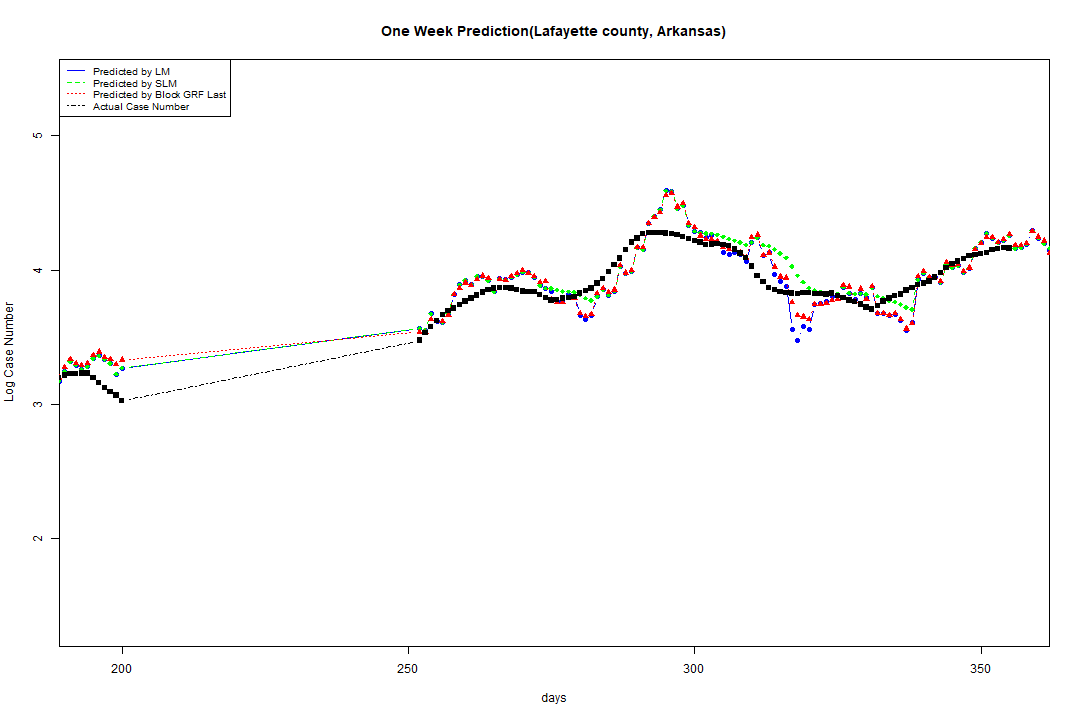 One Week Prediction(Lafayette county, Arkansas)
Predicted by LM
Predicted by SLM
Predicted by Block GRF Last
Actual Case Number
5
4
3
2
Log Case Number
200
250
300
350
days